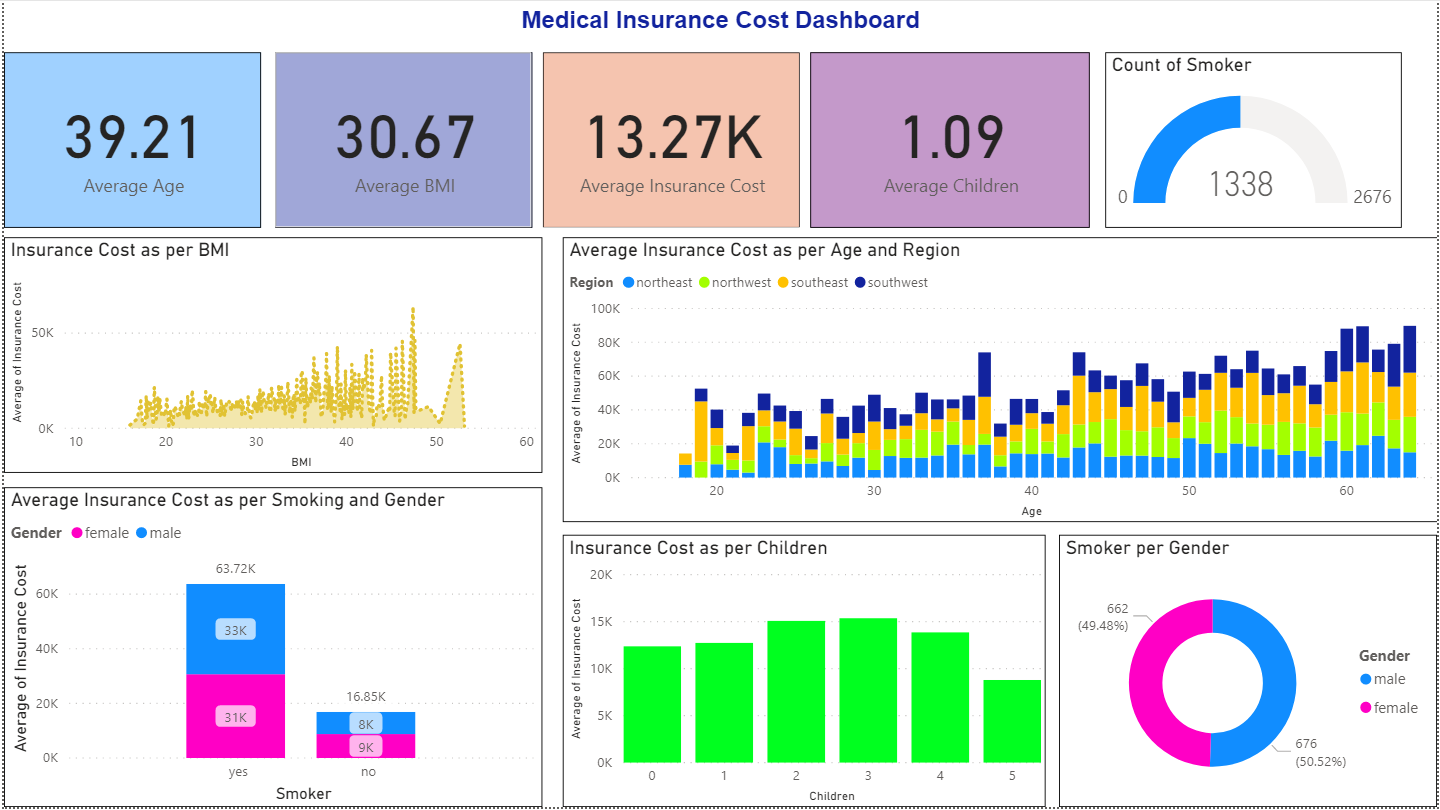 Medical Insurance Cost Dashboard
39.21
Average Age
30.67
Average BMI
13.27K
Average Insurance Cost
1.09
Average Children
Count of Smoker
1338
0
2676
Insurance Cost as per BMI
Average of Insurance Cost
50K
0K
10 20 30 40 50 60
BMI
Average Insurance Cost as per Age and Region
Region northeast northwest southeast southwest
Average of Insurance Cost
100K
80K
60K
40K
20K
0K
20 30 40 50 60
Age
Average Insurance Cost as per Smoking and Gender
Gender female male
Average of Insurance Cost
60K
40K
20K
0K
63.72K
33K
31K
16.85K
8K
9K
yes no
Smoker
Insurance Cost as per Children
Average of Insurance Cost
20K
15K
10K
5K
0K
0 1 2 3 4 5
Children
Smoker per Gender
662
(49.48%)
676
(50.52%)
Gender
male
female